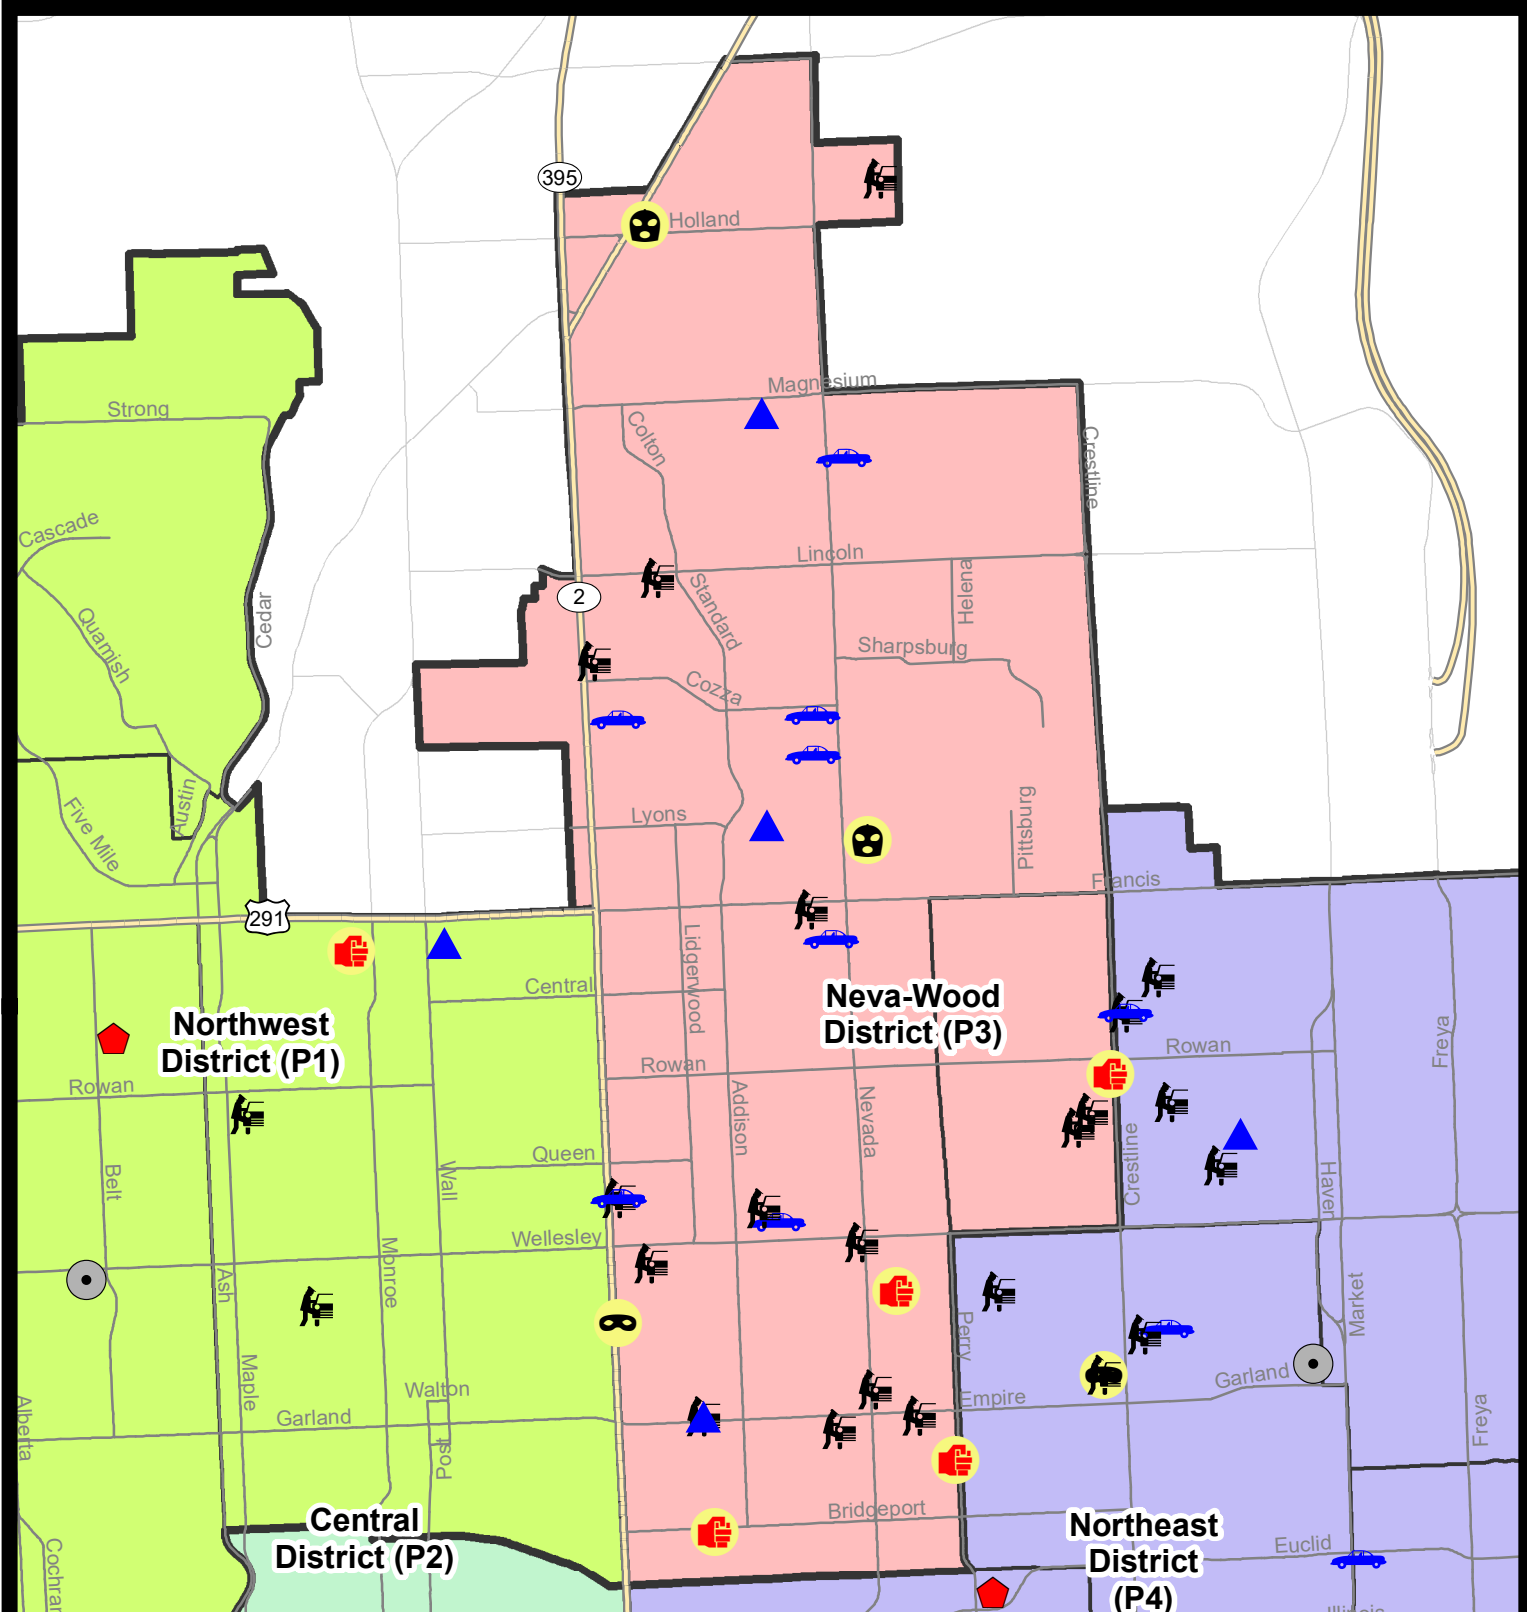 395
Holland
Magnesium
Strong
Colton
Crestline
Cascade
Lincoln
Helena
Standard
2
Cedar
Quamish
Sharpsburg
Cozza
Austin
Five Mile
Lyons
Pittsburg
Francis
291
Lidgerwood
Central
Neva-Wood
District (P3)
Northwest
District (P1)
Freya
Rowan
Rowan
Rowan
Addison
Nevada
Crestline
Queen
Wall
Belt
Haven
Wellesley
Monroe
Ash
Market
Perry
Maple
Walton
Garland
Empire
Garland
Alberta
Post
Freya
Bridgeport
Central
District (P2)
Northeast
District
(P4)
Euclid